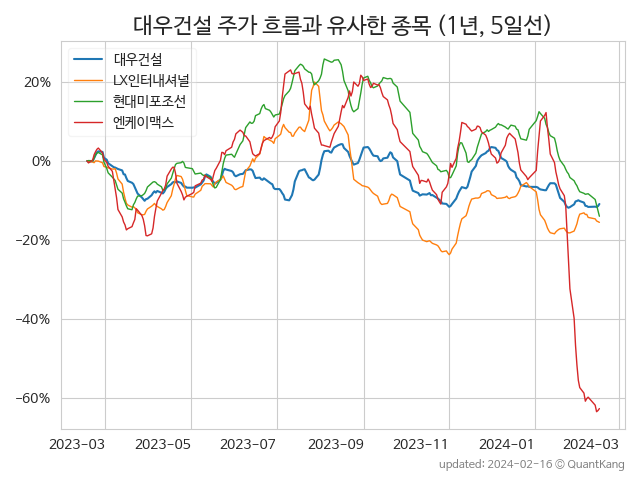 대우건설 주가 흐름과 유사한 종목 (1년, 5일선)
대우건설
LX인터내셔널
현대미포조선
엔케이맥스
20%
0%
−20%
−40%
−60%
2023-03 2023-05 2023-07 2023-09 2023-11 2024-01 2024-03
updated: 2024-02-16 © QuantKang